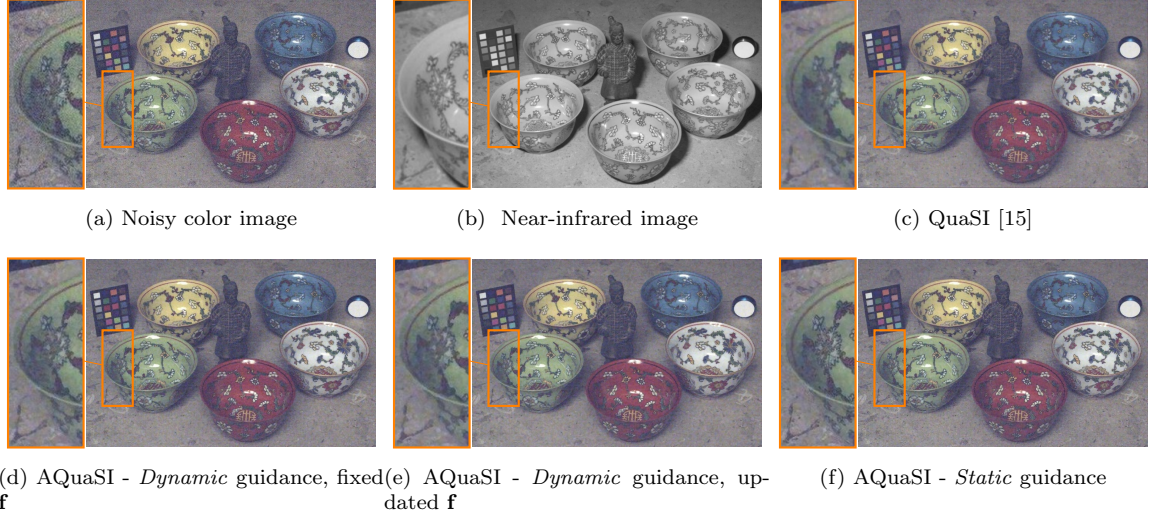 (a) Noisy color image
(b) Near-infrared image
(c) QuaSI [15]
(d) AQuaSI - Dynamic guidance, fixed
f
(e) AQuaSI - Dynamic guidance, up-
dated f
(f) AQuaSI - Static guidance